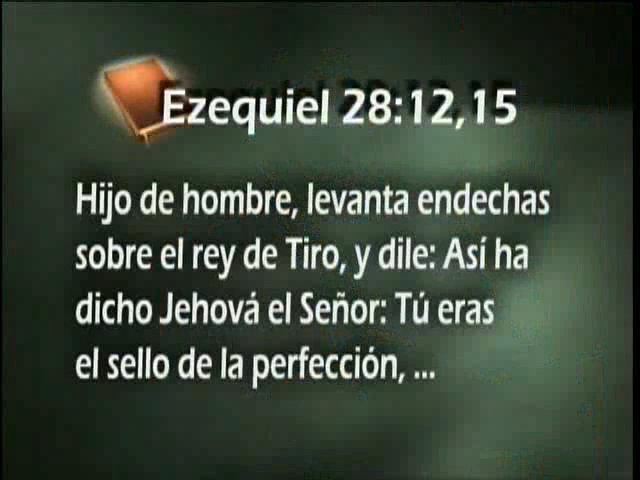 Ezequiel 28:12,15
Hijo de hombre, levanta endechas
sobre el rey de Tiro, y dile: Así ha
dicho Jehová el Señor: Tú eras
el sello de la perfección, ...